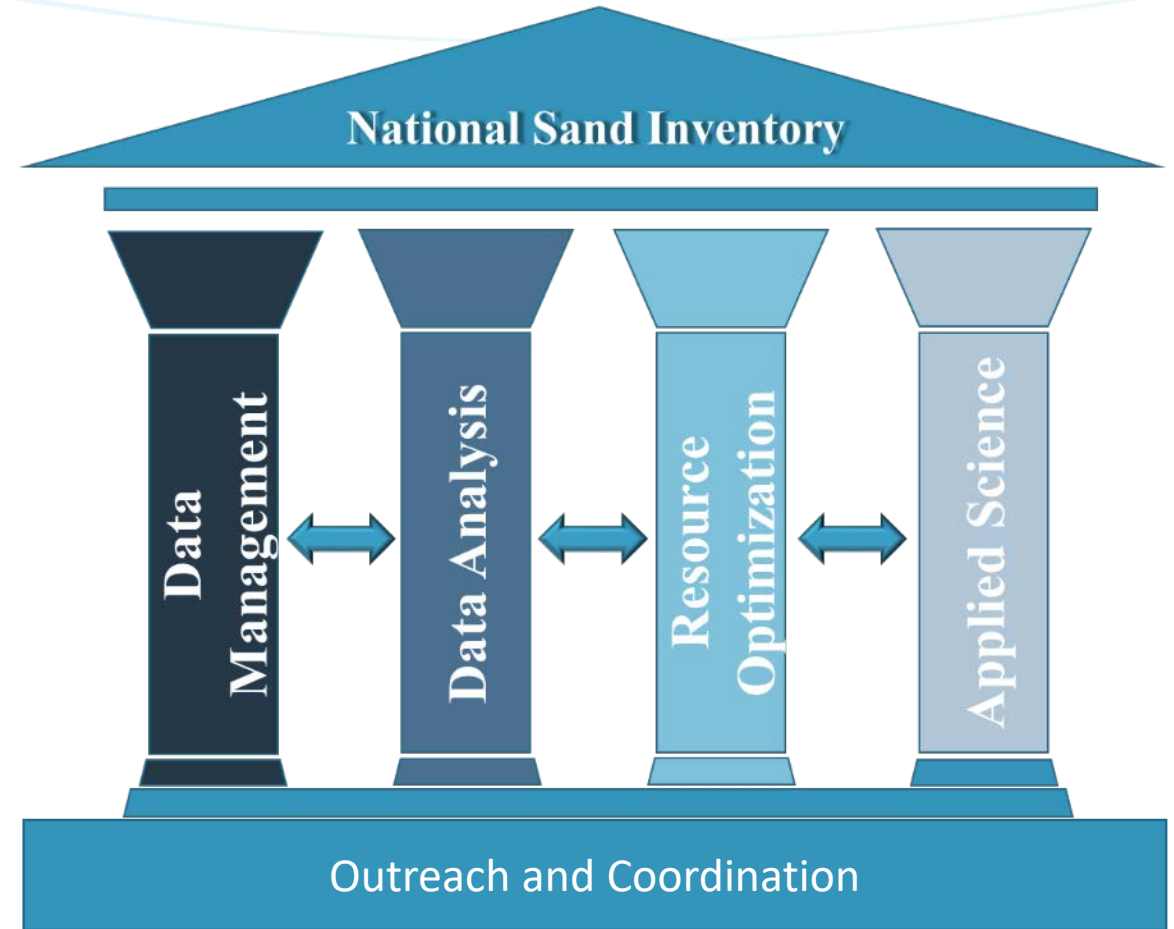 National Sand Inventory
Data
Management
Data Analysis
Resource
Optimization
Applied Science
Outreach and Coordination